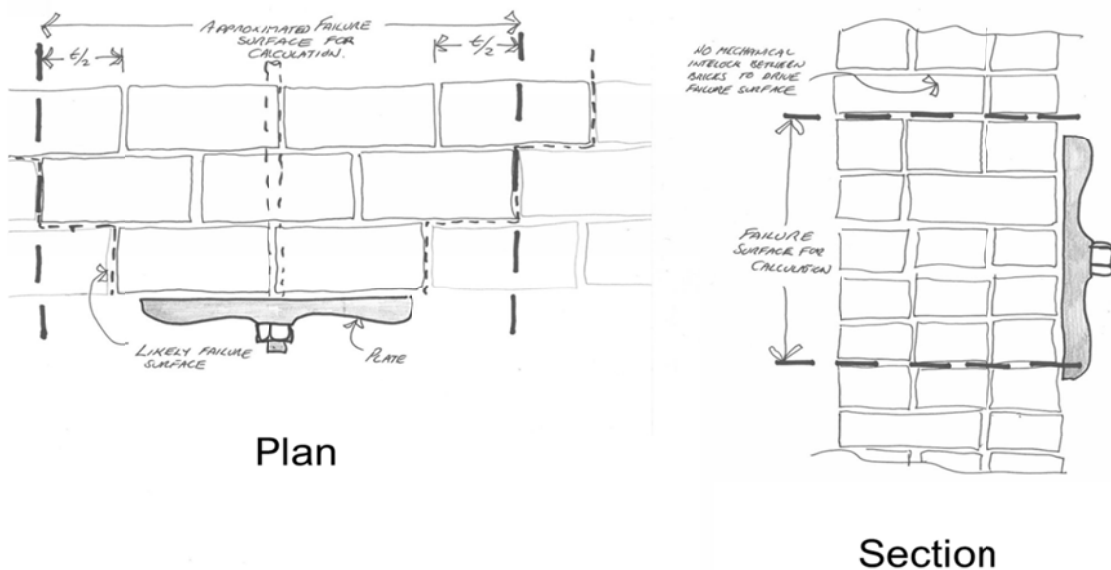 APPROXIMATED FAILURE
SURFACE FOR
CALCULATION.
t/2
t/2
LIKELY FAILURE
SURFACE
PLATE
Plan
NO MECHANICAL
INTELOCK BETWEEN
BRICKS TO DRIVE
FAILURE SURFACE
FAILURE
SURFACE FOR
CALCULATION
Section